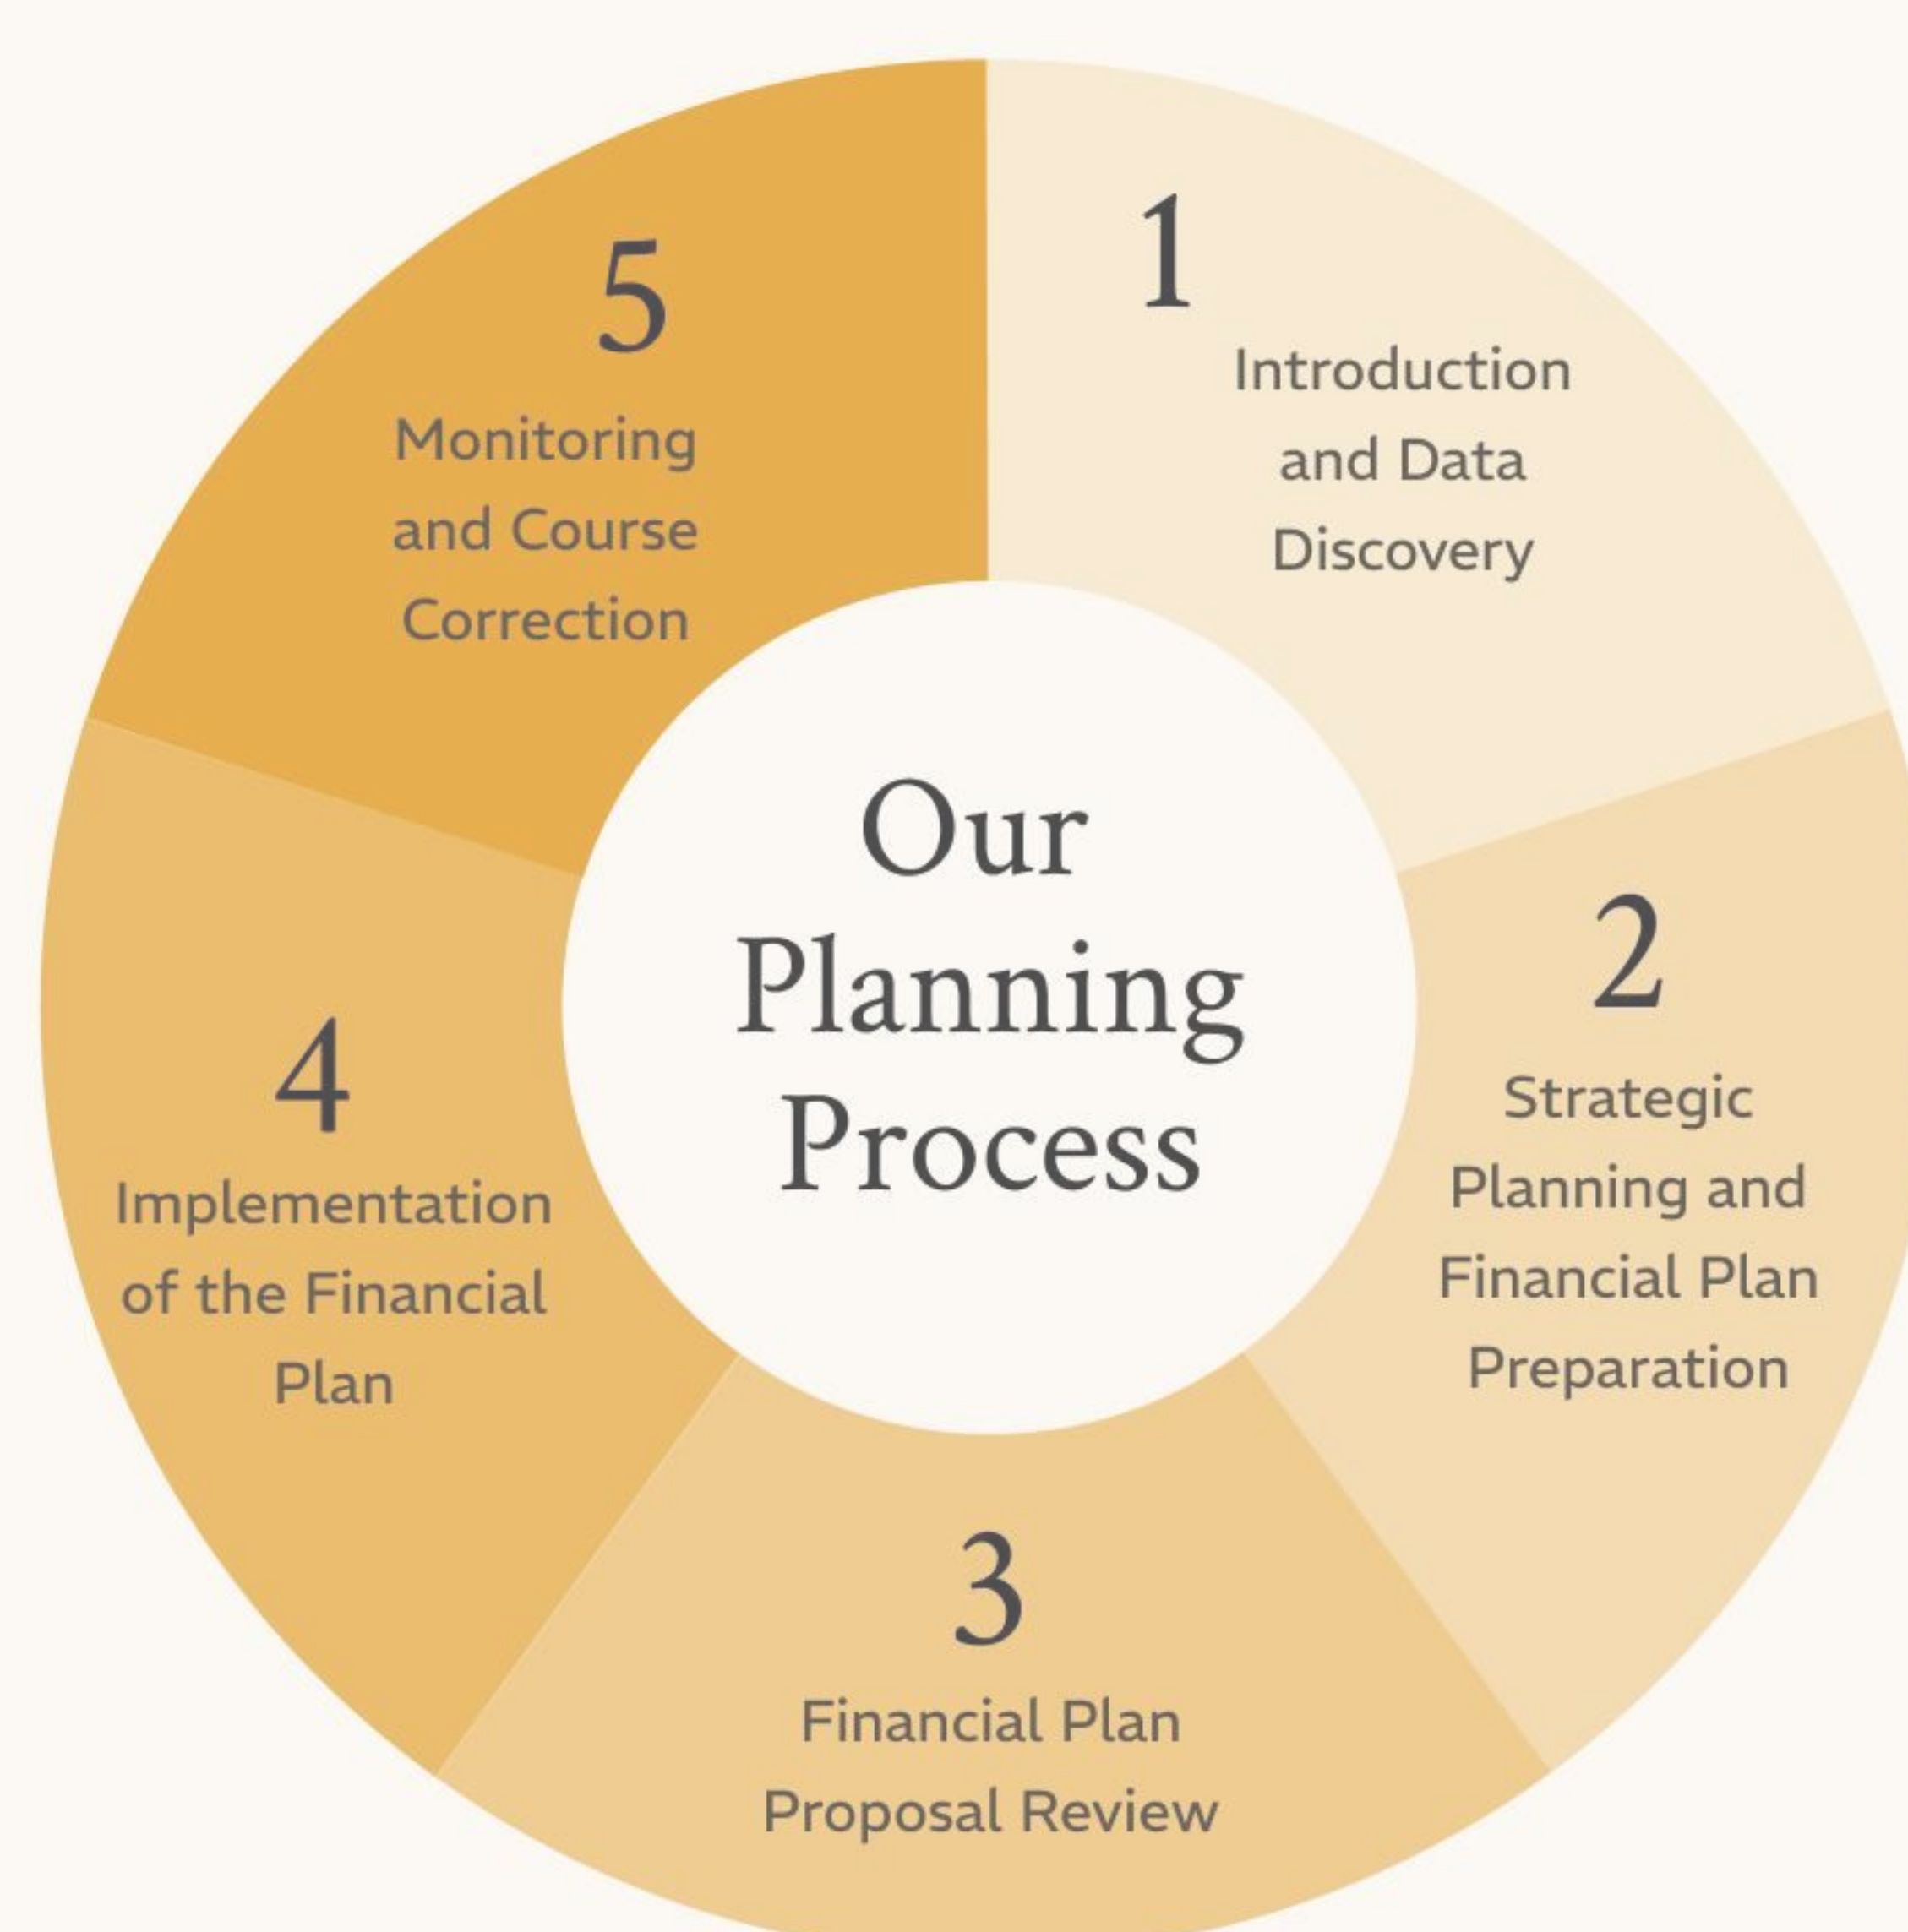 Our
Planning
Process
1
Introduction
and Data
Discovery
2
Strategic
Planning and
Financial Plan
Preparation
3
Financial Plan
Proposal Review
4
Implementation
of the Financial
Plan
5
Monitoring
and Course
Correction